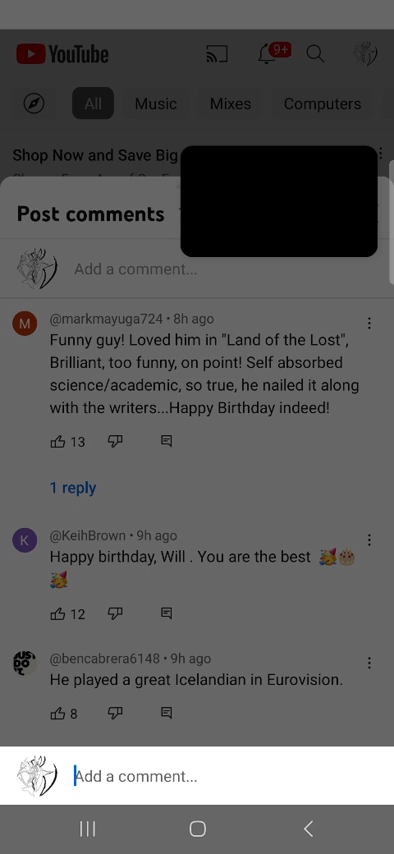 YouTube
9+
All
Music
Mixes
Computers
Shop Now and Save Big
Post comments
Add a comment...
M
@markmayuga724 • 8h ago
Funny guy! Loved him in "Land of the Lost",
Brilliant, too funny, on point! Self absorbed
science/academic, so true, he nailed it along
with the writers...Happy Birthday indeed!
13
1 reply
K
@KeihBrown • 9h ago
Happy birthday, Will . You are the best 🥳🎂
🥳
12
@bencabrera6148 • 9h ago
He played a great Icelandian in Eurovision.
8
Add a comment...